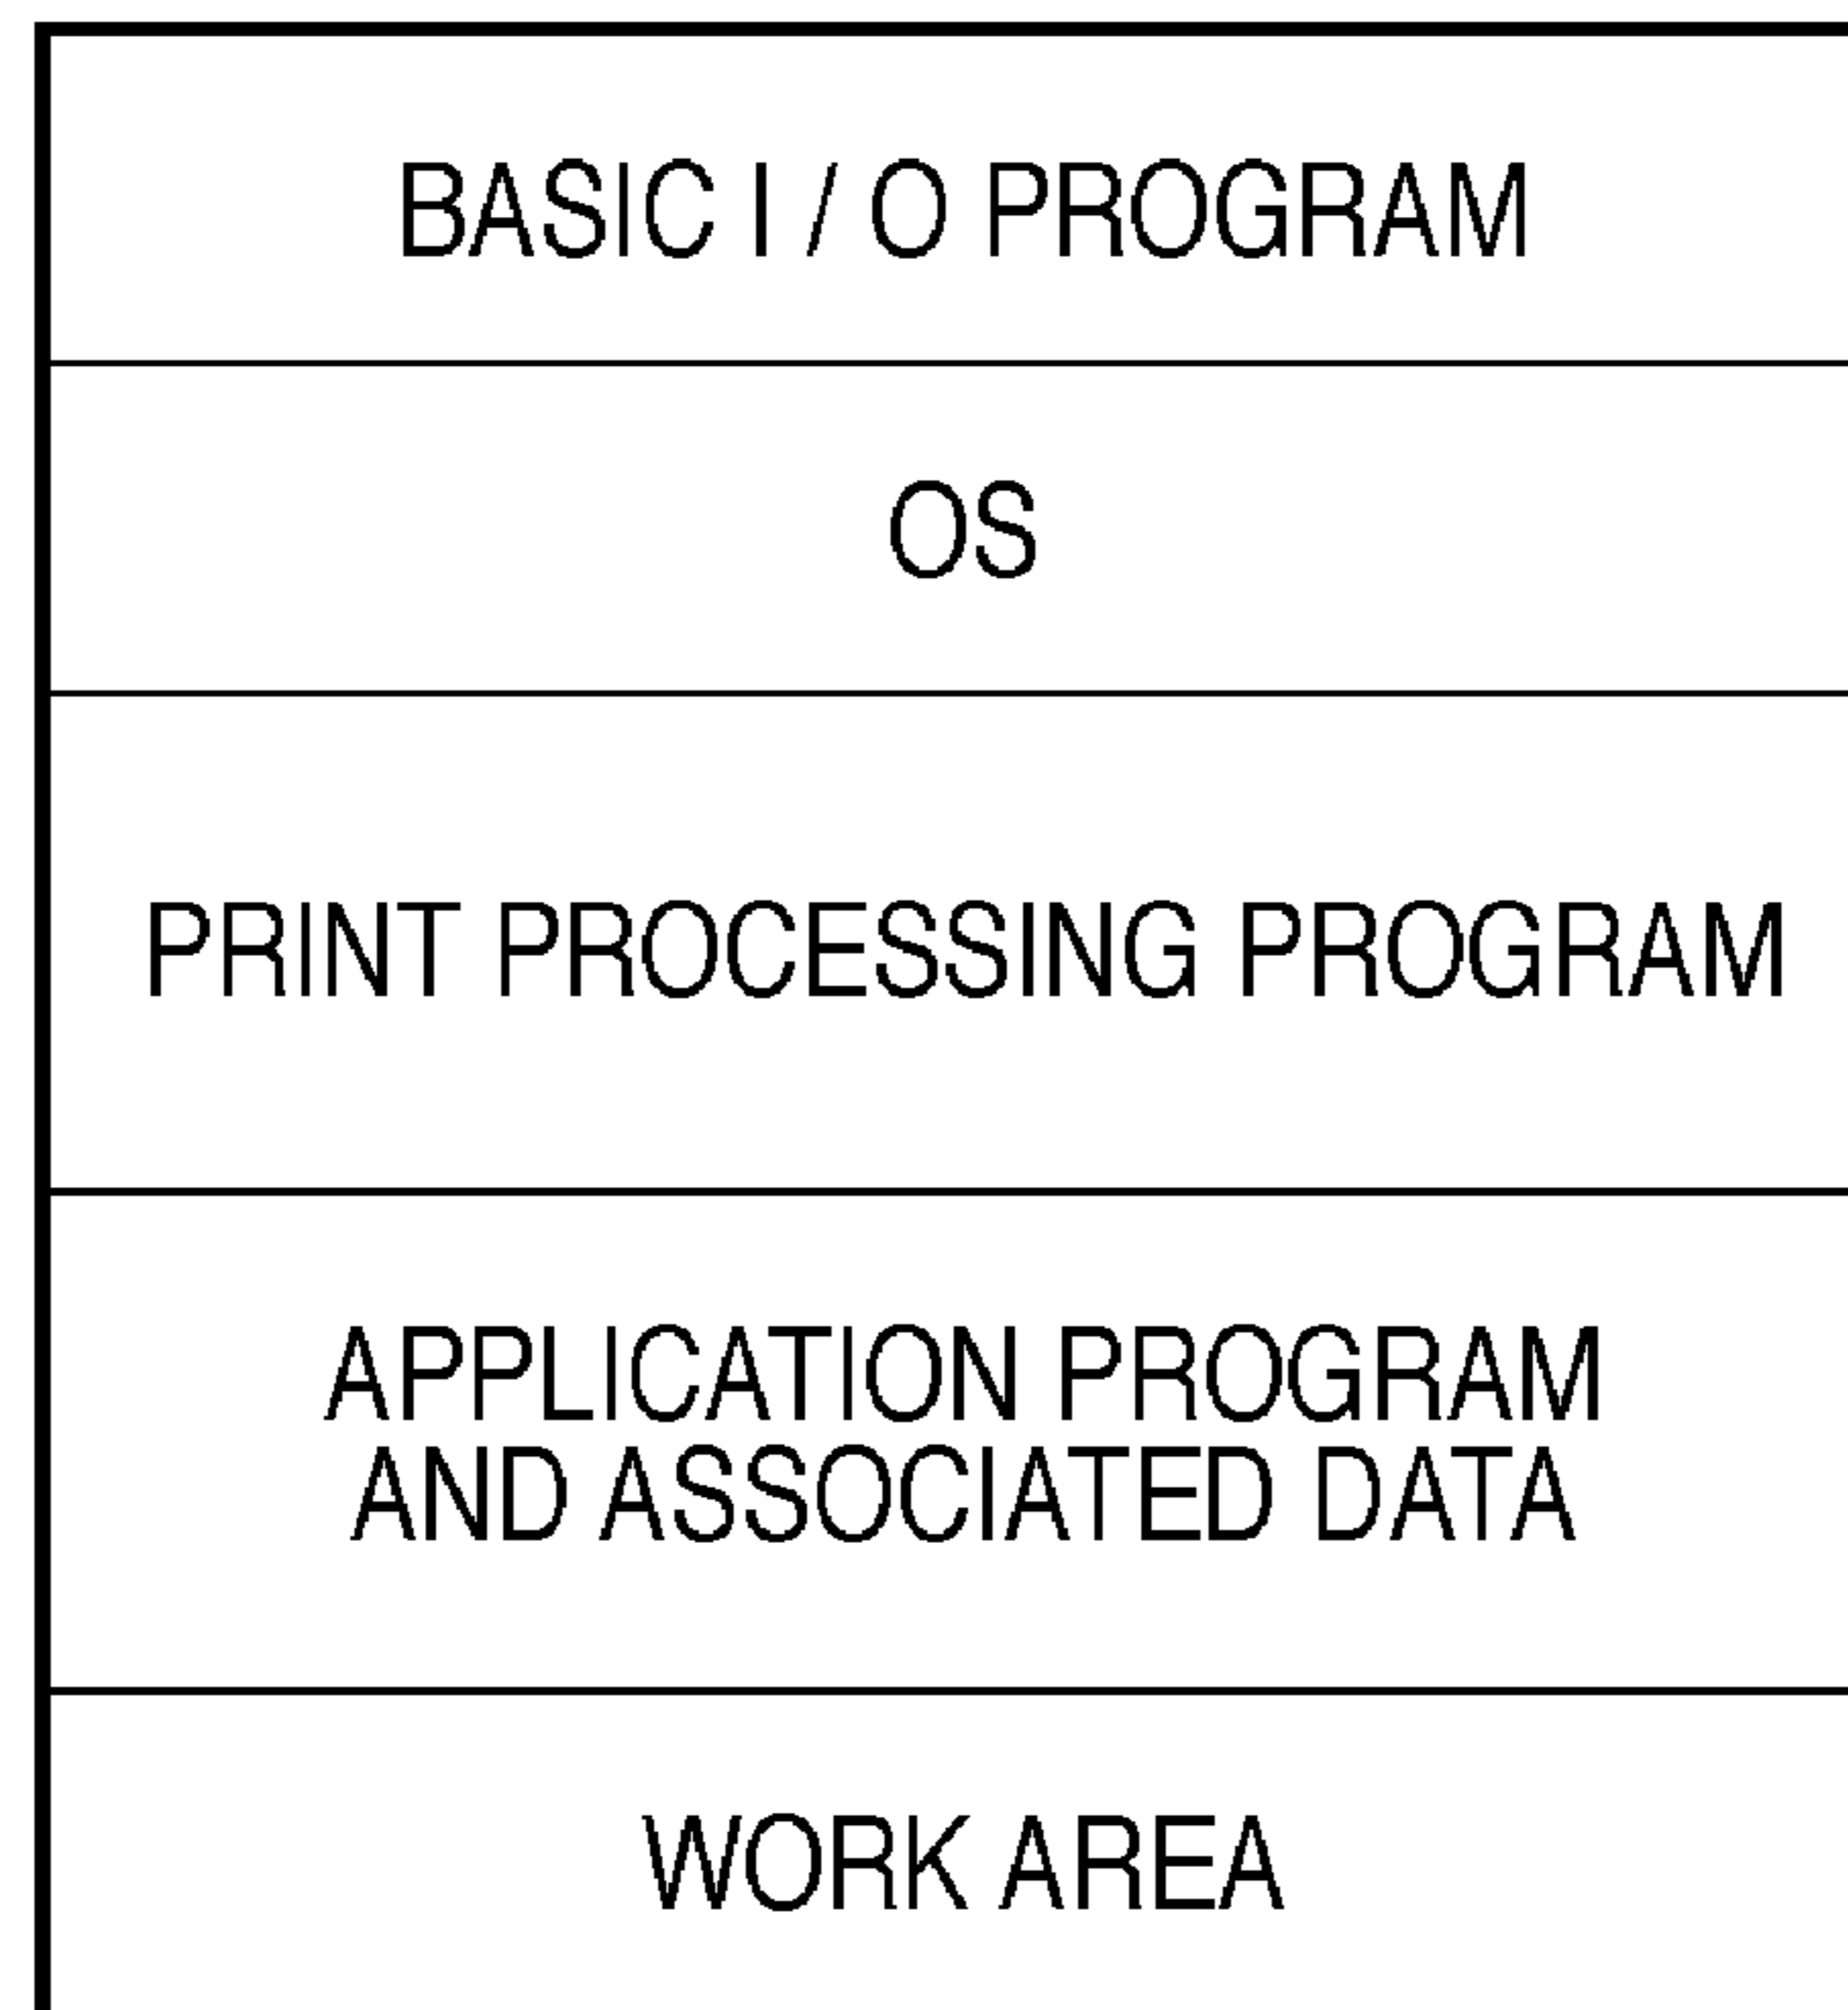 BASIC I / O PROGRAM
OS
PRINT PROCESSING PROGRAM
APPLICATION PROGRAM
AND ASSOCIATED DATA
WORK AREA